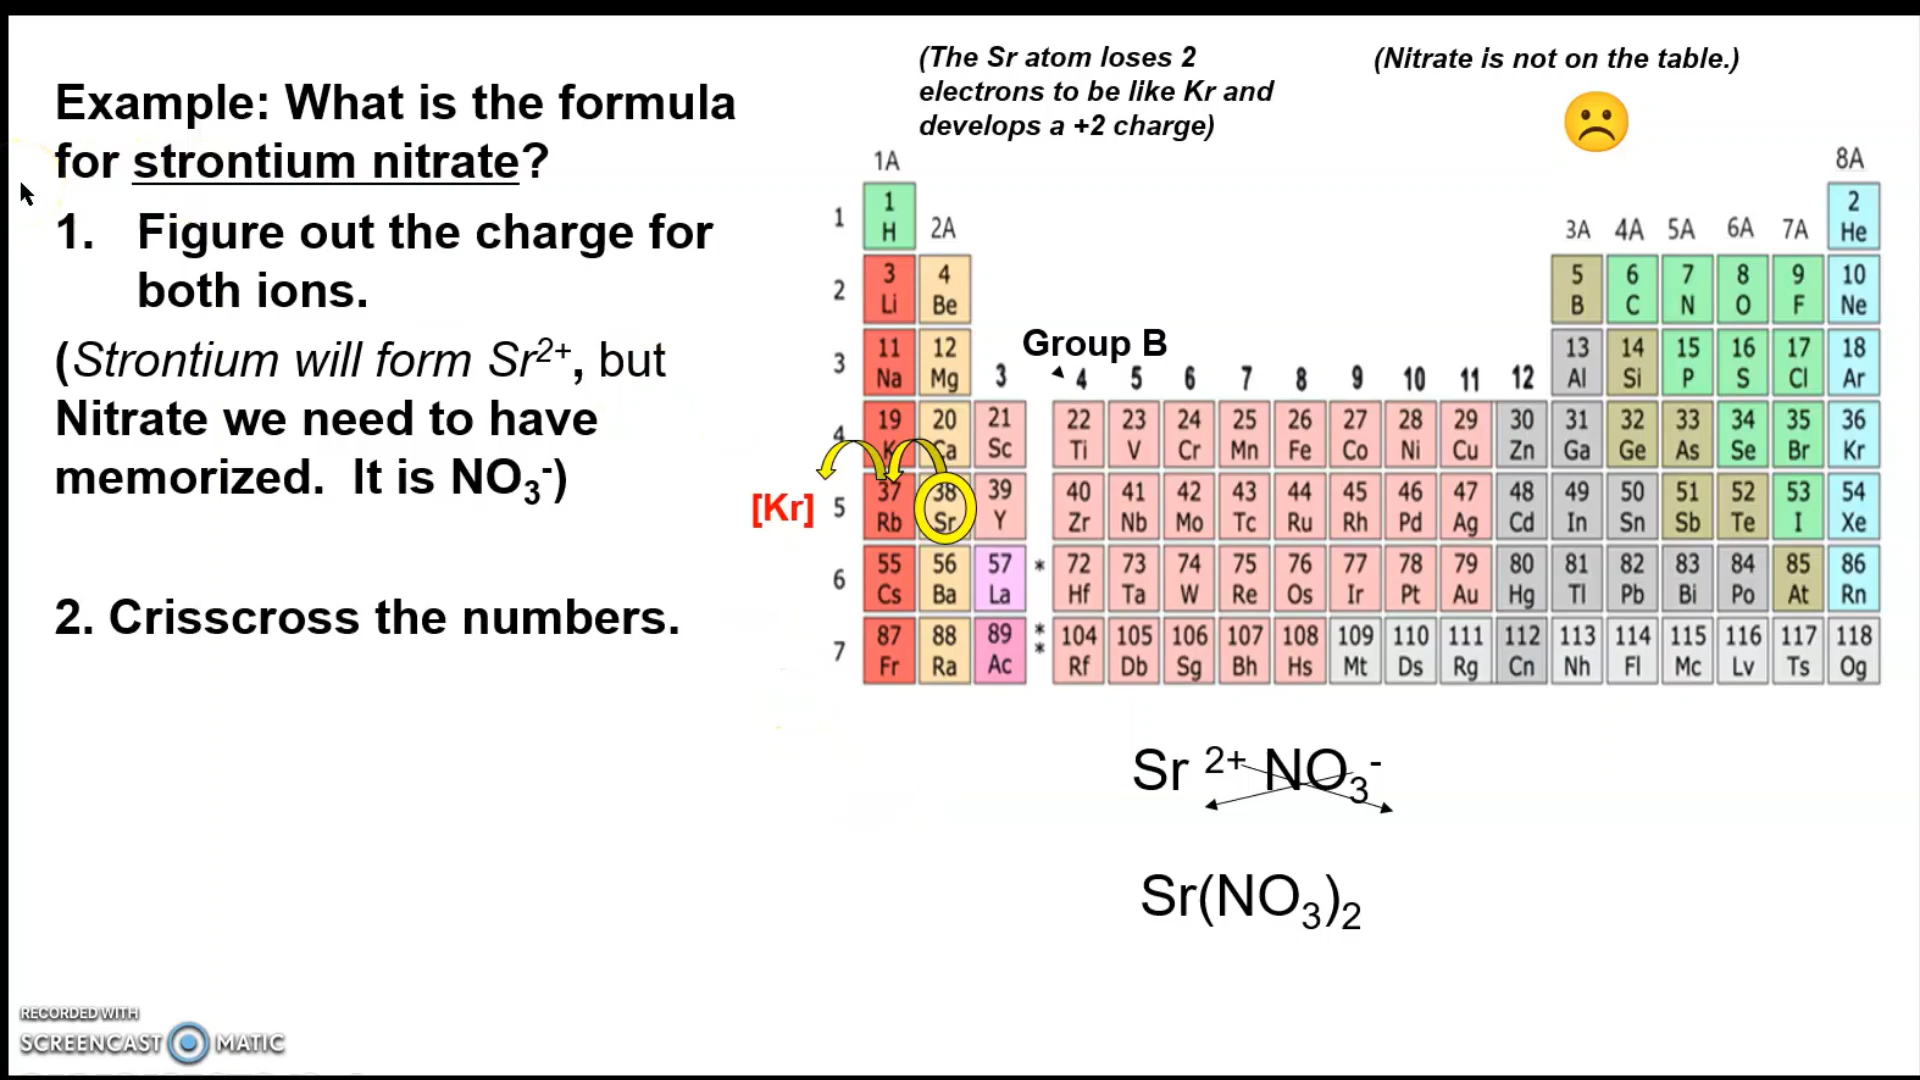 Example: What is the formula
for strontium nitrate?
1. Figure out the charge for
both ions.
(Strontium will form Sr²⁺, but
Nitrate we need to have
memorized. It is NO₃⁻)
2. Crisscross the numbers.
(The Sr atom loses 2
electrons to be like Kr and
develops a +2 charge)
(Nitrate is not on the table.)
1A 8A
1 1 2
H 2A 3A 4A 5A 6A 7A He
2 3 4 5 6 7 8 9 10
Li Be B C N O F Ne
Group B
3 11 12 13 14 15 16 17 18
Na Mg 3 4 5 6 7 8 9 10 11 12 Al Si P S Cl Ar
4 19 20 21 22 23 24 25 26 27 28 29 30 31 32 33 34 35 36
K Ca Sc Ti V Cr Mn Fe Co Ni Cu Zn Ga Ge As Se Br Kr
[Kr] 5 37 38 39 40 41 42 43 44 45 46 47 48 49 50 51 52 53 54
Rb Sr Y Zr Nb Mo Tc Ru Rh Pd Ag Cd In Sn Sb Te I Xe
6 55 56 57 * 72 73 74 75 76 77 78 79 80 81 82 83 84 85 86
Cs Ba La Hf Ta W Re Os Ir Pt Au Hg Tl Pb Bi Po At Rn
7 87 88 89 * * 104 105 106 107 108 109 110 111 112 113 114 115 116 117 118
Fr Ra Ac Rf Db Sg Bh Hs Mt Ds Rg Cn Nh Fl Mc Lv Ts Og
Sr ²⁺ NO₃⁻
Sr(NO₃)₂
RECORDED WITH
SCREENCAST MATIC